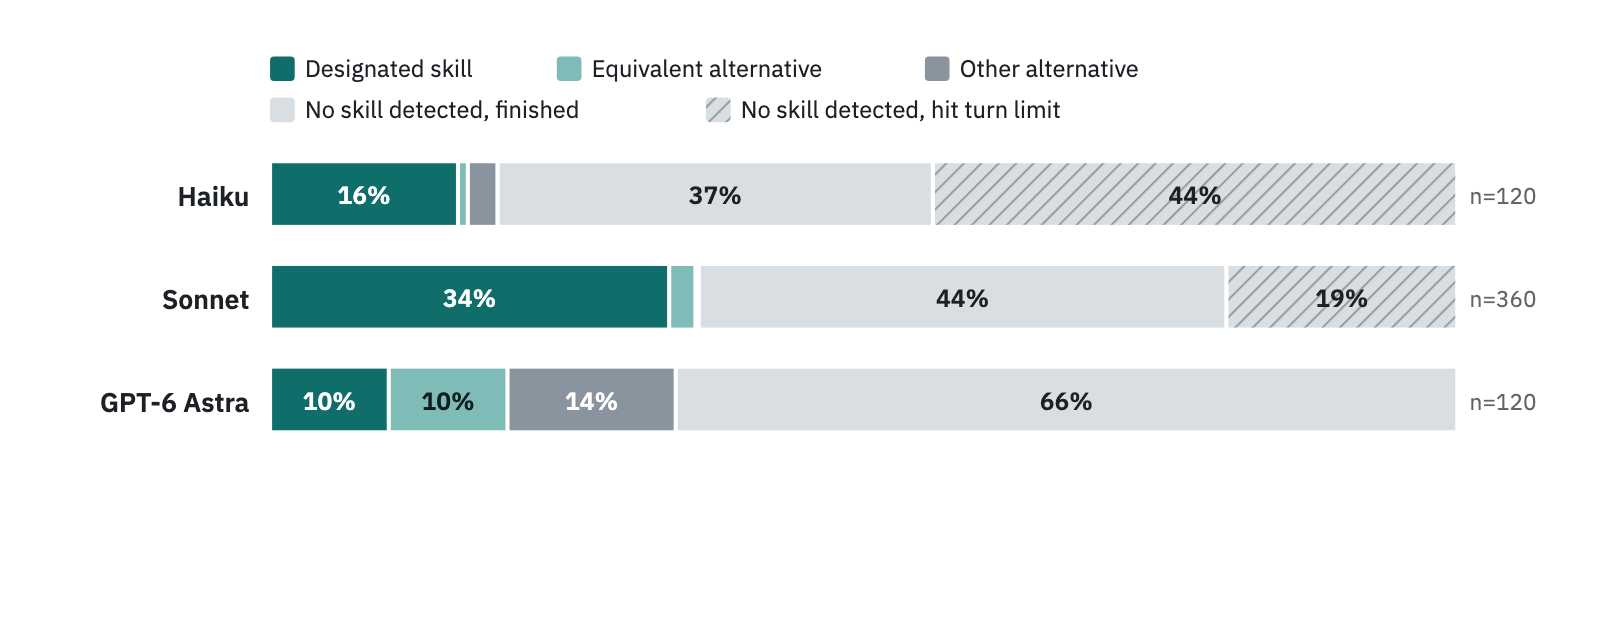 Designated skill Equivalent alternative Other alternative
No skill detected, finished No skill detected, hit turn limit
Haiku 16% 37% 44% n=120
Sonnet 34% 44% 19% n=360
GPT-6 Astra 10% 10% 14% 66% n=120